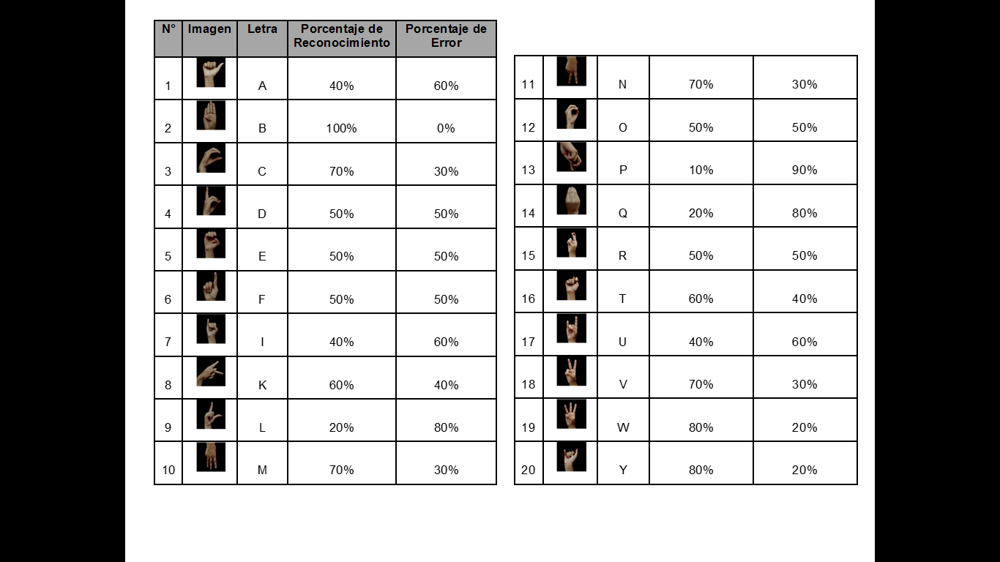 N° Imagen Letra Porcentaje de Reconocimiento Porcentaje de Error
1 A 40% 60%
2 B 100% 0%
3 C 70% 30%
4 D 50% 50%
5 E 50% 50%
6 F 50% 50%
7 I 40% 60%
8 K 60% 40%
9 L 20% 80%
10 M 70% 30%
11 N 70% 30%
12 O 50% 50%
13 P 10% 90%
14 Q 20% 80%
15 R 50% 50%
16 T 60% 40%
17 U 40% 60%
18 V 70% 30%
19 W 80% 20%
20 Y 80% 20%